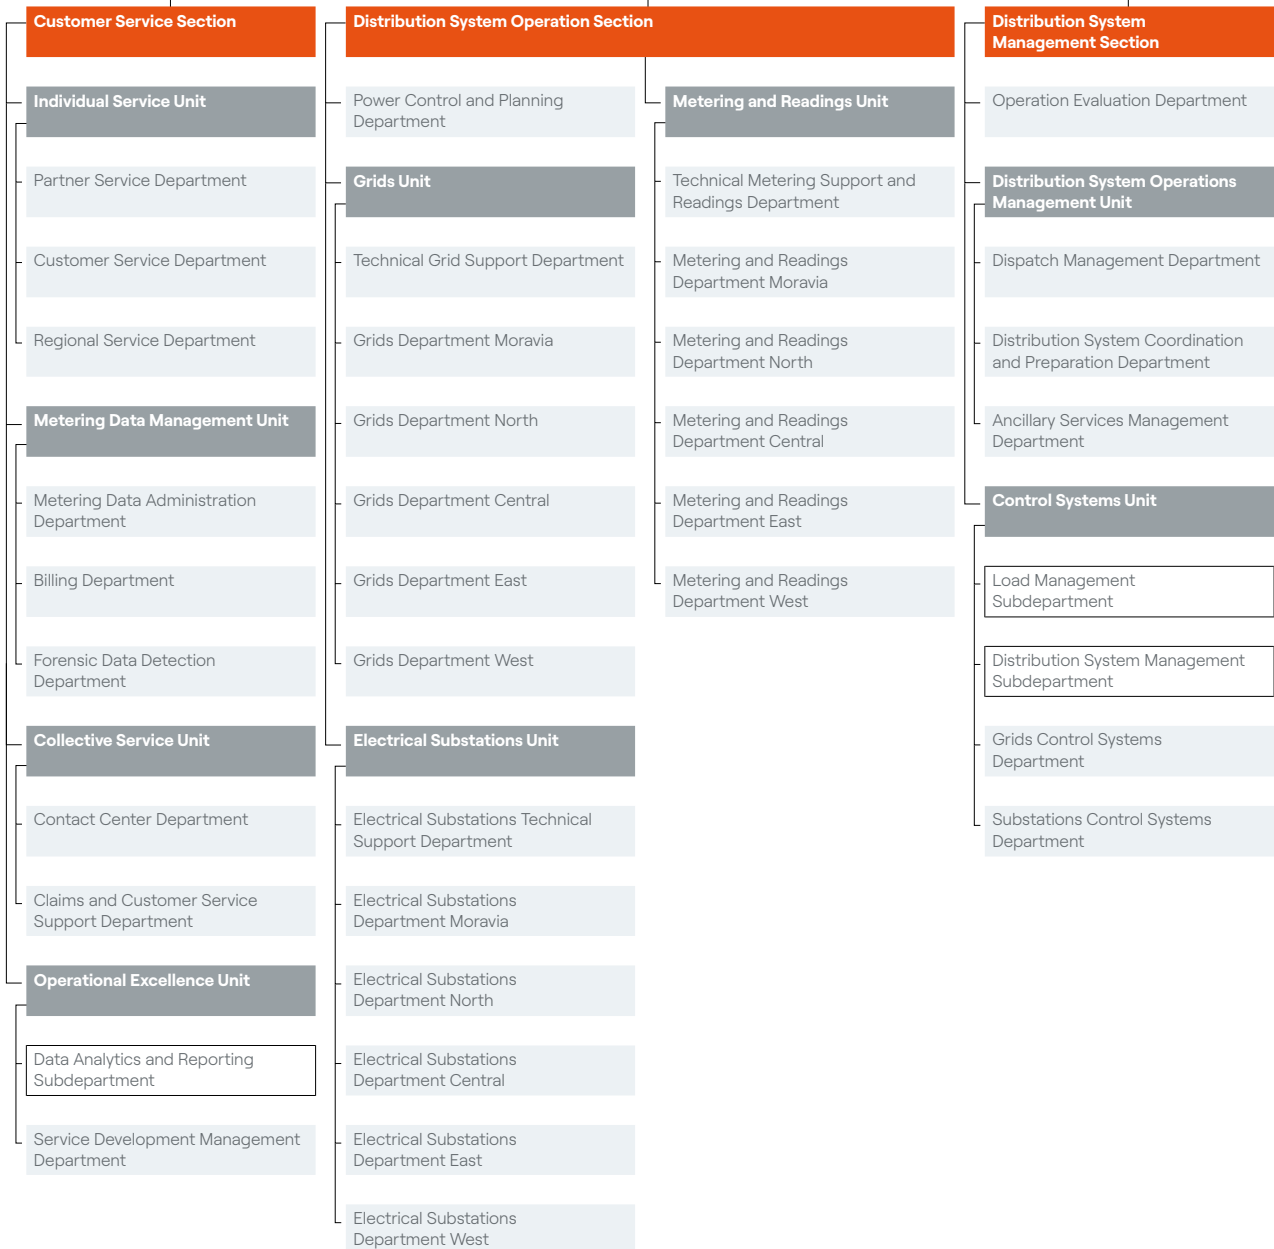 Customer Service Section
Individual Service Unit
Partner Service Department
Customer Service Department
Regional Service Department
Metering Data Management Unit
Metering Data Administration
Department
Billing Department
Forensic Data Detection
Department
Collective Service Unit
Contact Center Department
Claims and Customer Service
Support Department
Operational Excellence Unit
Data Analytics and Reporting
Subdepartment
Service Development Management
Department
Distribution System Operation Section
Power Control and Planning
Department
Grids Unit
Technical Grid Support Department
Grids Department Moravia
Grids Department North
Grids Department Central
Grids Department East
Grids Department West
Electrical Substations Unit
Electrical Substations Technical
Support Department
Electrical Substations
Department Moravia
Electrical Substations
Department North
Electrical Substations
Department Central
Electrical Substations
Department East
Electrical Substations
Department West
Metering and Readings Unit
Technical Metering Support and
Readings Department
Metering and Readings
Department Moravia
Metering and Readings
Department North
Metering and Readings
Department Central
Metering and Readings
Department East
Metering and Readings
Department West
Distribution System
Management Section
Operation Evaluation Department
Distribution System Operations
Management Unit
Dispatch Management Department
Distribution System Coordination
and Preparation Department
Ancillary Services Management
Department
Control Systems Unit
Load Management
Subdepartment
Distribution System Management
Subdepartment
Grids Control Systems
Department
Substations Control Systems
Department